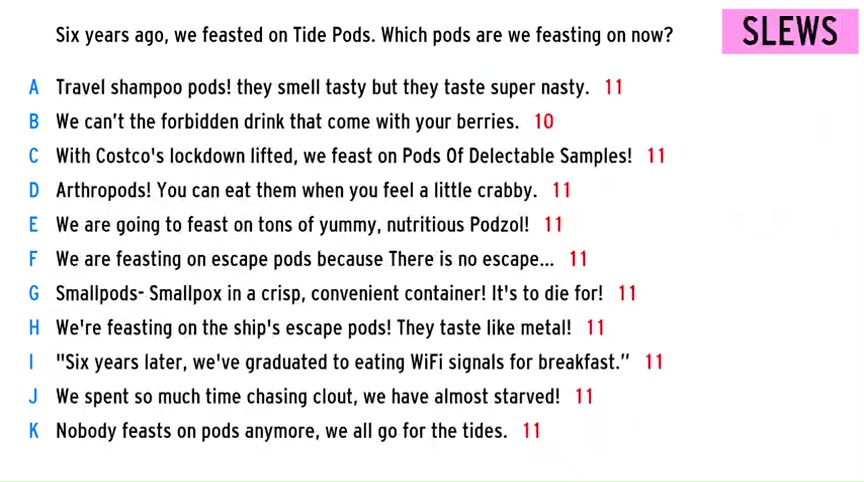 Six years ago, we feasted on Tide Pods. Which pods are we feasting on now?
SLEWS
A Travel shampoo pods! they smell tasty but they taste super nasty. 11
B We can't the forbidden drink that come with your berries. 10
C With Costco's lockdown lifted, we feast on Pods Of Delectable Samples! 11
D Arthropods! You can eat them when you feel a little crabby. 11
E We are going to feast on tons of yummy, nutritious Podzol! 11
F We are feasting on escape pods because There is no escape... 11
G Smallpods- Smallpox in a crisp, convenient container! It's to die for! 11
H We're feasting on the ship's escape pods! They taste like metal! 11
I "Six years later, we've graduated to eating WiFi signals for breakfast.” 11
J We spent so much time chasing clout, we have almost starved! 11
K Nobody feasts on pods anymore, we all go for the tides. 11